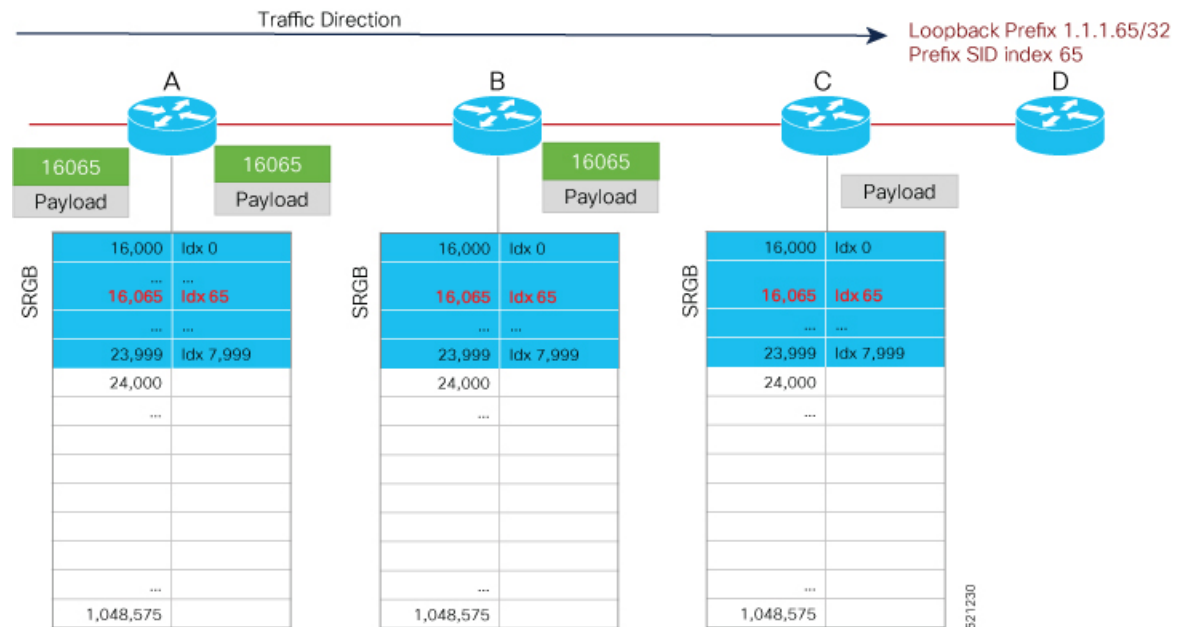 Traffic Direction
Loopback Prefix 1.1.1.65/32
Prefix SID index 65
A
B
C
D
16065
Payload
16065
Payload
16065
Payload
Payload
SRGB
16,000 Idx 0
... ...
16,065 Idx 65
... ...
23,999 Idx 7,999
24,000
...
...
1,048,575
SRGB
16,000 Idx 0
16,065 Idx 65
... ...
23,999 Idx 7,999
24,000
...
...
1,048,575
SRGB
16,000 Idx 0
16,065 Idx 65
... ...
23,999 Idx 7,999
24,000
...
...
1,048,575
521230